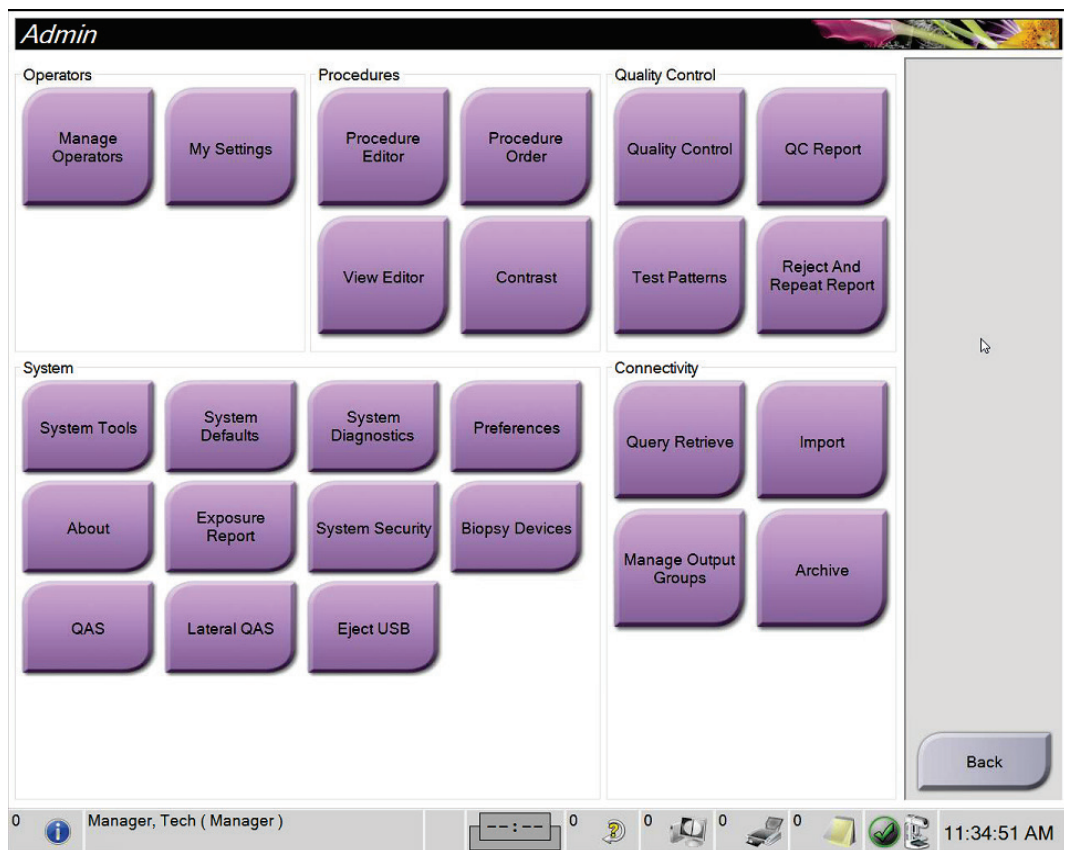 Admin
Operators
Manage
Operators
My Settings
Procedures
Procedure
Editor
Procedure
Order
View Editor
Contrast
Quality Control
Quality Control
QC Report
Test Patterns
Reject And
Repeat Report
System
System Tools
System
Defaults
System
Diagnostics
Preferences
About
Exposure
Report
System Security
Biopsy Devices
QAS
Lateral QAS
Eject USB
Connectivity
Query Retrieve
Import
Manage Output
Groups
Archive
Back
0
Manager, Tech ( Manager )
--:--
0
0
0
0
11:34:51 AM